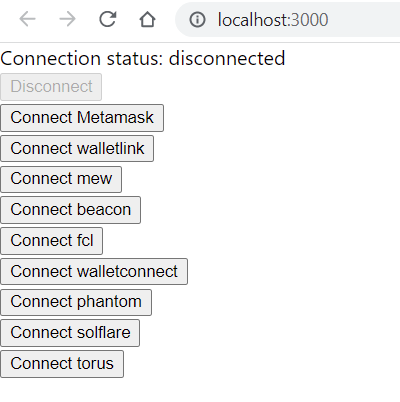 localhost:3000
Connection status: disconnected
Disconnect
Connect Metamask
Connect walletlink
Connect mew
Connect beacon
Connect fcl
Connect walletconnect
Connect phantom
Connect solflare
Connect torus